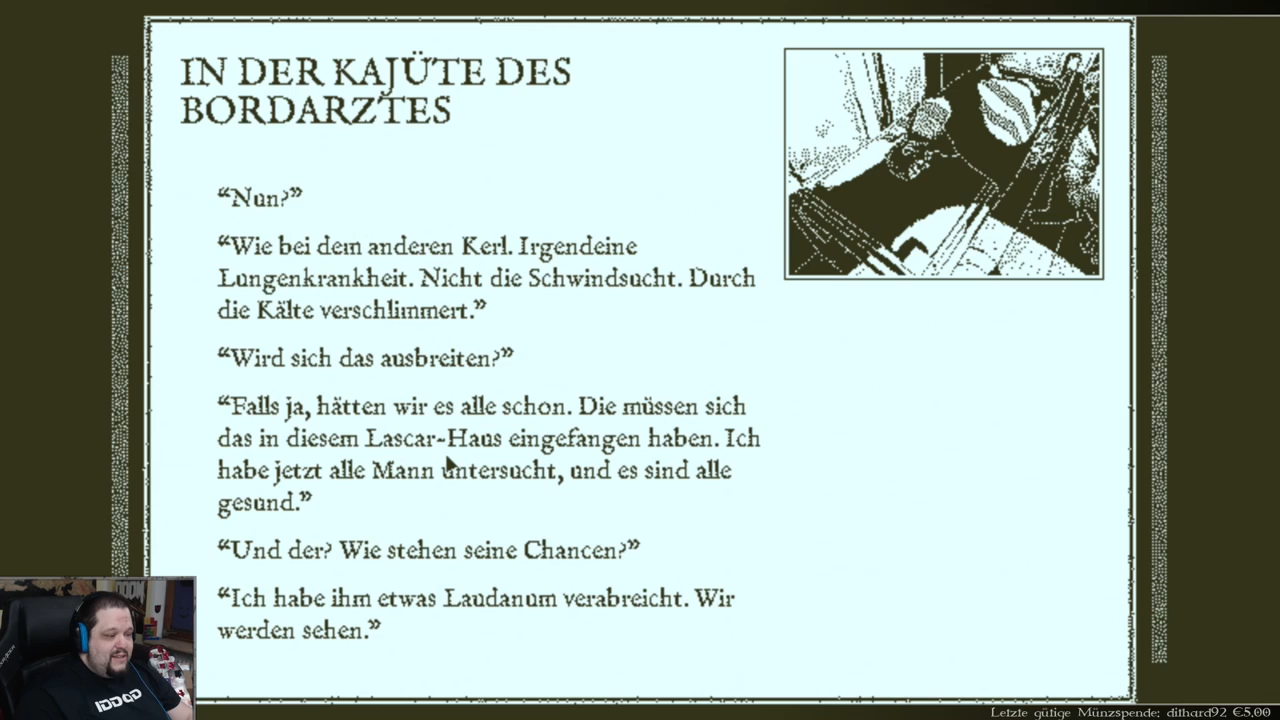 IN DER KAJÜTE DES
BORDARZTES
“Nun?”
“Wie bei dem anderen Kerl. Irgendeine
Lungenkrankheit. Nicht die Schwindsucht. Durch
die Kälte verschlimmert.”
“Wird sich das ausbreiten?”
“Falls ja, hätten wir es alle schon. Die müssen sich
das in diesem Lascar-Haus eingefangen haben. Ich
habe jetzt alle Mann untersucht, und es sind alle
gesund.”
“Und der? Wie stehen seine Chancen?”
“Ich habe ihm etwas Laudanum verabreicht. Wir
werden sehen.”
IDDQD
Letzte gütige Münzspende: dithard92 €5,00